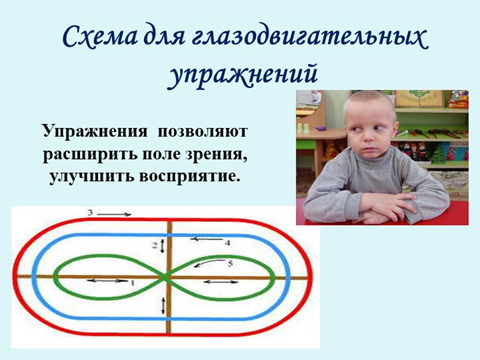 Схема для глазодвигательных
упражнений
Упражнения позволяют
расширить поле зрения,
улучшить восприятие.
3
2
4
5
1